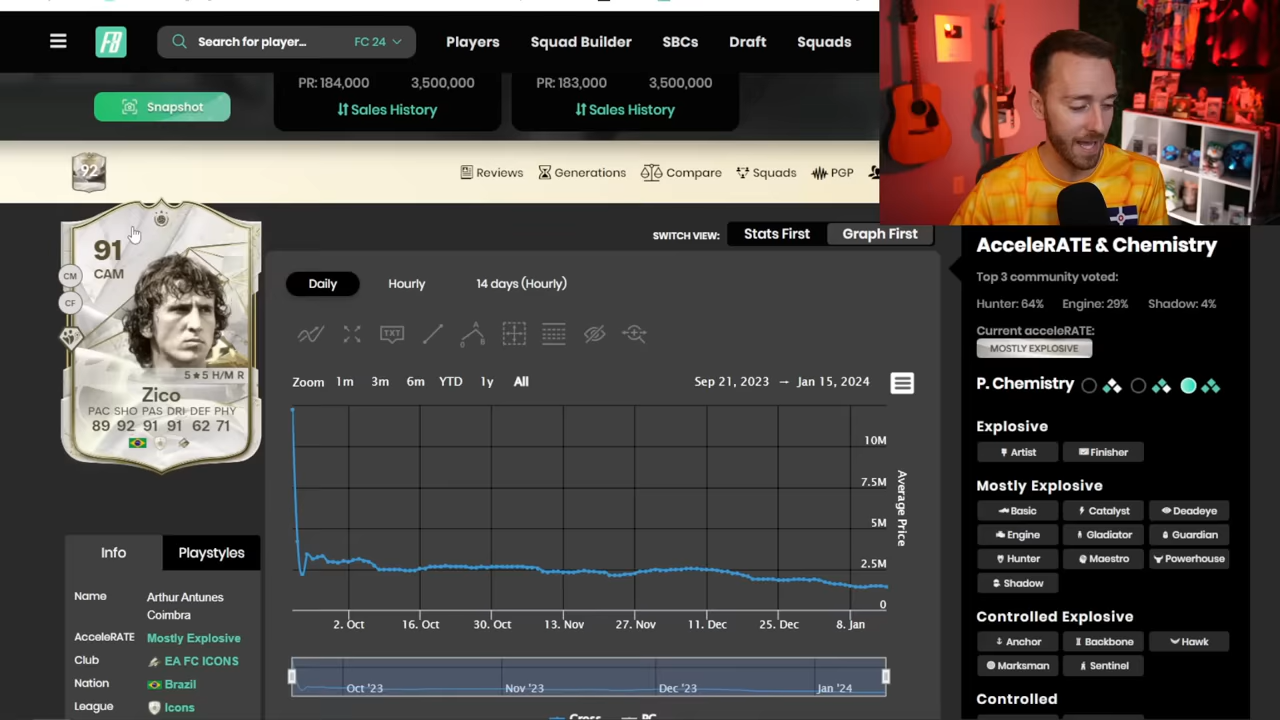 FB
Search for player...
FC 24
Players
Squad Builder
SBCs
Draft
Squads
PR: 184,000
3,500,000
PR: 183,000
3,500,000
Snapshot
Sales History
Sales History
92
Reviews
Generations
Compare
Squads
PGP
91
CAM
CM
CF
5★5 H/M R
Zico
PAC SHO PAS DRI DEF PHY
89 92 91 91 62 71
SWITCH VIEW:
Stats First
Graph First
Daily
Hourly
14 days (Hourly)
TXT
Zoom
1m
3m
6m
YTD
1y
All
Sep 21, 2023
→
Jan 15, 2024
10M
7.5M
5M
2.5M
0
Average Price
2. Oct
16. Oct
30. Oct
13. Nov
27. Nov
11. Dec
25. Dec
8. Jan
Oct '23
Nov '23
Dec '23
Jan '24
Cross
PC
Info
Playstyles
Name
Arthur Antunes
Coimbra
AcceleRATE
Mostly Explosive
Club
EA FC ICONS
Nation
Brazil
League
Icons
AcceleRATE & Chemistry
Top 3 community voted:
Hunter: 64%
Engine: 29%
Shadow: 4%
Current acceleRATE:
MOSTLY EXPLOSIVE
P. Chemistry
Explosive
Artist
Finisher
Mostly Explosive
Basic
Catalyst
Deadeye
Engine
Gladiator
Guardian
Hunter
Maestro
Powerhouse
Shadow
Controlled Explosive
Anchor
Backbone
Hawk
Marksman
Sentinel
Controlled